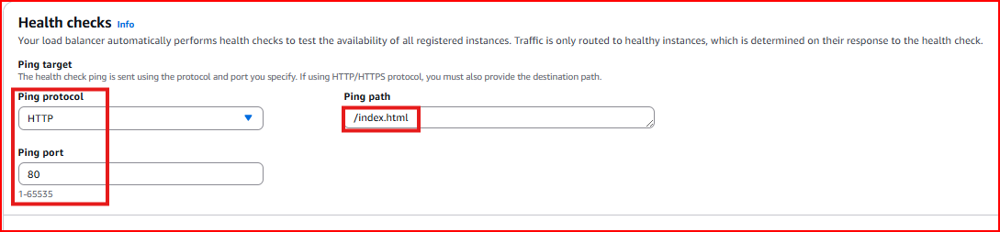 Health checks Info
Your load balancer automatically performs health checks to test the availability of all registered instances. Traffic is only routed to healthy instances, which is determined on their response to the health check.
Ping target
The health check ping is sent using the protocol and port you specify. If using HTTP/HTTPS protocol, you must also provide the destination path.
Ping protocol
HTTP
Ping path
/index.html
Ping port
80
1-65535